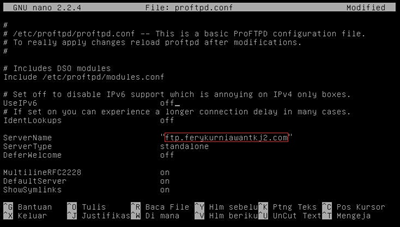 GNU nano 2.2.4 File: proftpd.conf Modified
#
# /etc/proftpd/proftpd.conf -- This is a basic ProFTPD configuration file.
# To really apply changes reload proftpd after modifications.
#
# Includes DSO modules
Include /etc/proftpd/modules.conf
# Set off to disable IPv6 support which is annoying on IPv4 only boxes.
UseIPv6 off
# If set on you can experience a longer connection delay in many cases.
IdentLookups off
ServerName "ftp.ferykurniawantkj2.com"
ServerType standalone
DeferWelcome off
MultilineRFC2228 on
DefaultServer on
ShowSymlinks on
^G Bantuan ^O Tulis ^R Baca File ^Y Hlm sebelu ^K Ptng Teks ^C Pos Kursor
^X Keluar ^J Justifikas ^W Di mana ^V Hlm beriku ^U UnCut Text ^T Mengeja